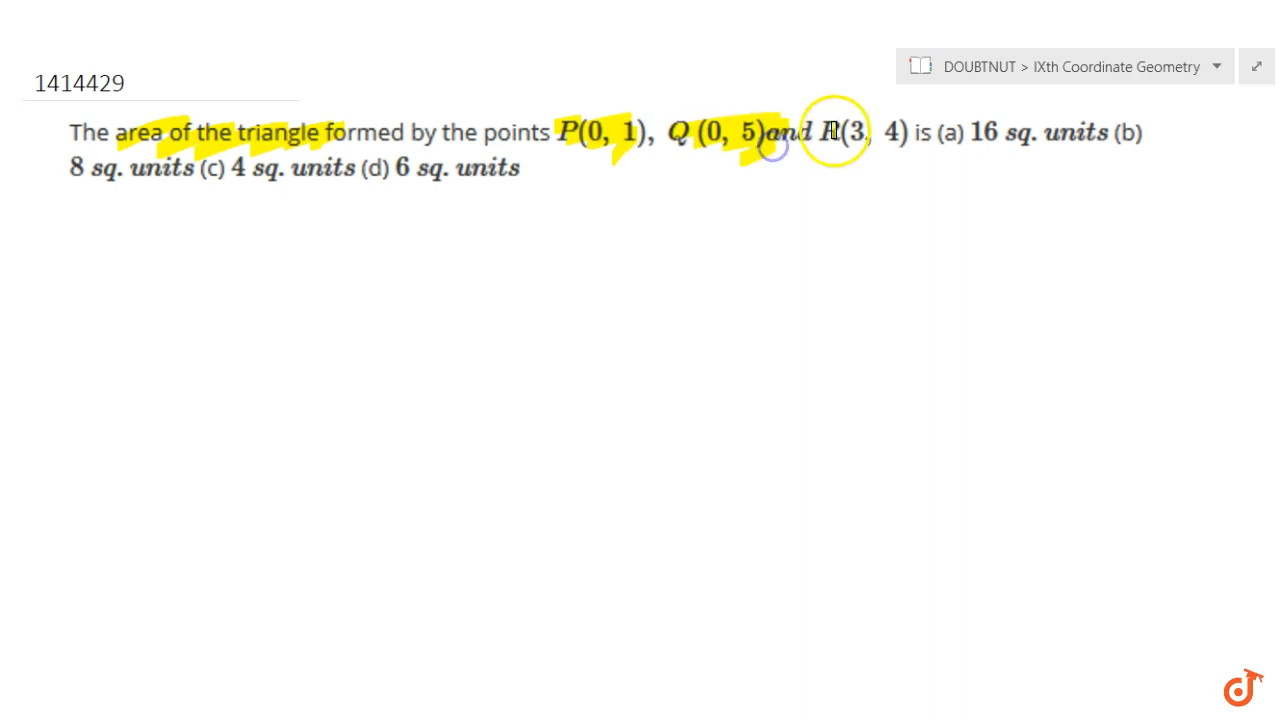 1414429
DOUBTNUT > IXth Coordinate Geometry
The area of the triangle formed by the points P(0, 1), Q (0, 5)and R(3, 4) is (a) 16 sq. units (b)
8 sq. units (c) 4 sq. units (d) 6 sq. units